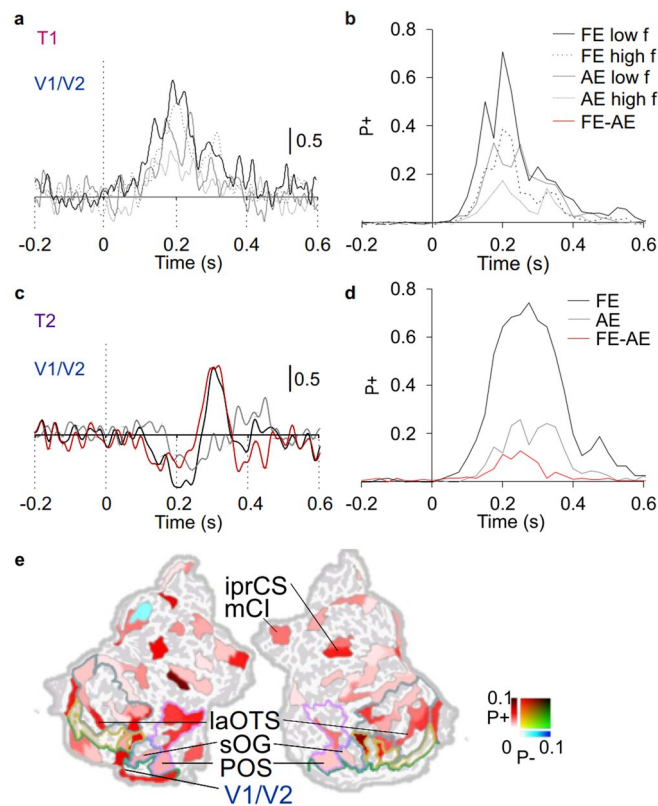 a
T1
V1/V2
0.5
-0.2 0 0.2 0.4 0.6
Time (s)
b
0.8
0.6
0.4
0.2
P+
FE low f
FE high f
AE low f
AE high f
FE-AE
-0.2 0 0.2 0.4 0.6
Time (s)
c
T2
V1/V2
0.5
-0.2 0 0.2 0.4 0.6
Time (s)
d
0.8
0.6
0.4
0.2
P+
FE
AE
FE-AE
-0.2 0 0.2 0.4 0.6
Time (s)
e
iprCS
mCI
laOTS
sOG
POS
V1/V2
0.1
P+
0
0 0.1
P-